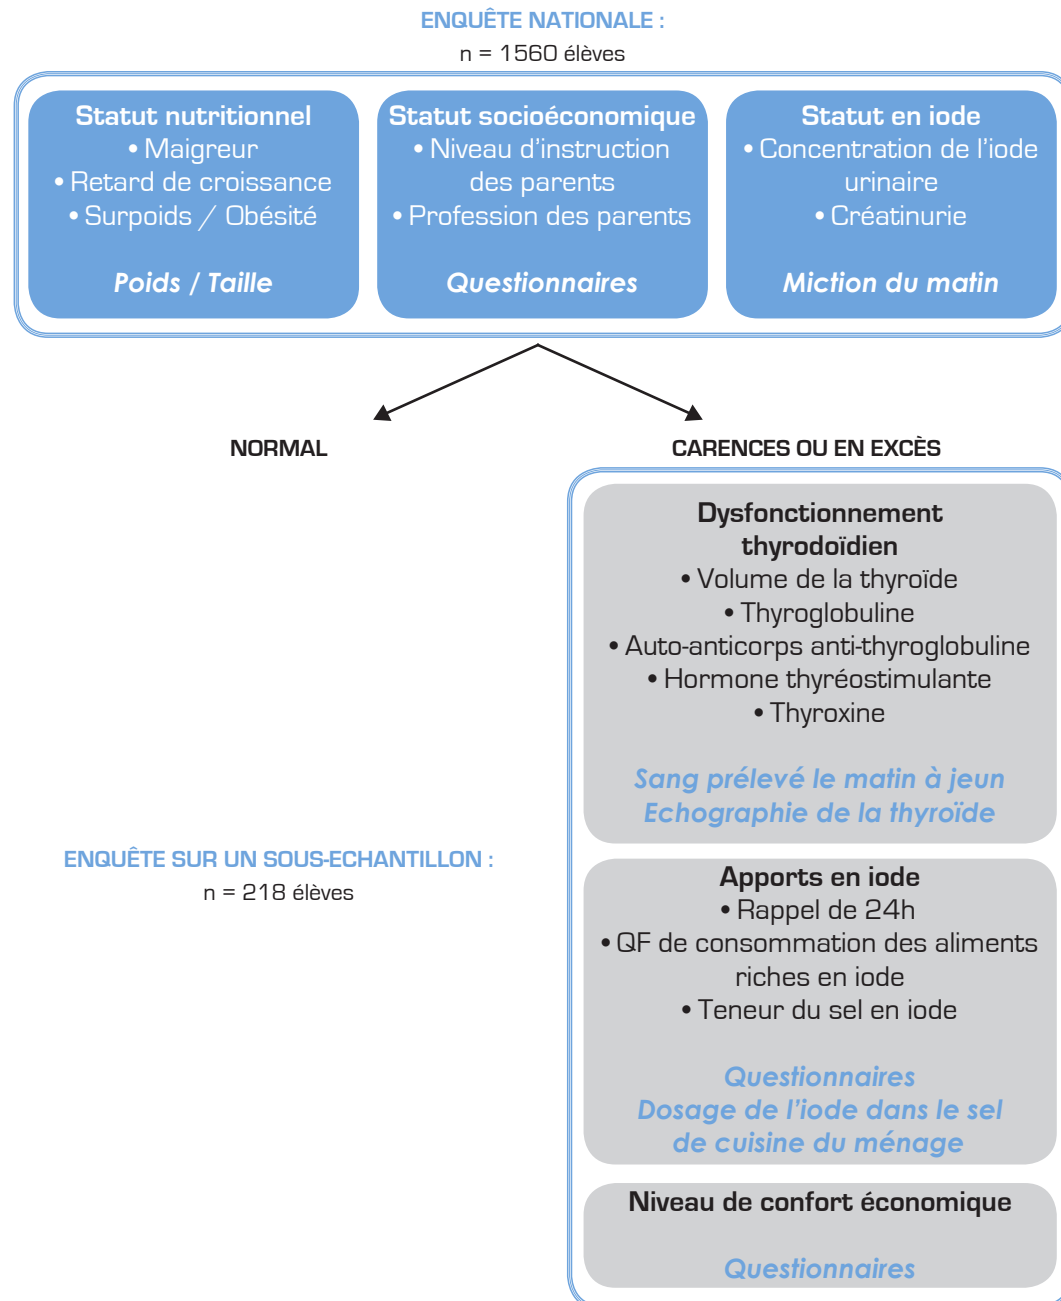 ENQUÊTE NATIONALE :
n = 1560 élèves
Statut nutritionnel
• Maigreur
• Retard de croissance
• Surpoids / Obésité
Poids / Taille
Statut socioéconomique
• Niveau d'instruction
des parents
• Profession des parents
Questionnaires
Statut en iode
• Concentration de l'iode
urinaire
• Créatinurie
Miction du matin
NORMAL
CARENCES OU EN EXCÈS
Dysfonctionnement
thyrodoïdien
• Volume de la thyroïde
• Thyroglobuline
• Auto-anticorps anti-thyroglobuline
• Hormone thyréostimulante
• Thyroxine
Sang prélevé le matin à jeun
Echographie de la thyroïde
ENQUÊTE SUR UN SOUS-ECHANTILLON :
n = 218 élèves
Apports en iode
• Rappel de 24h
• QF de consommation des aliments
riches en iode
• Teneur du sel en iode
Questionnaires
Dosage de l'iode dans le sel
de cuisine du ménage
Niveau de confort économique
Questionnaires